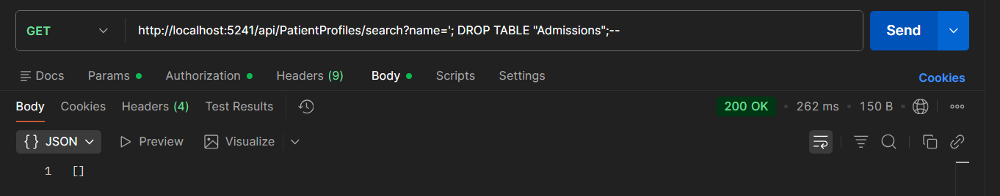 GET http://localhost:5241/api/PatientProfiles/search?name='; DROP TABLE "Admissions";-- Send
Docs Params Authorization Headers (9) Body Scripts Settings Cookies
Body Cookies Headers (4) Test Results 200 OK • 262 ms • 150 B •
{} JSON Preview Visualize
1 []